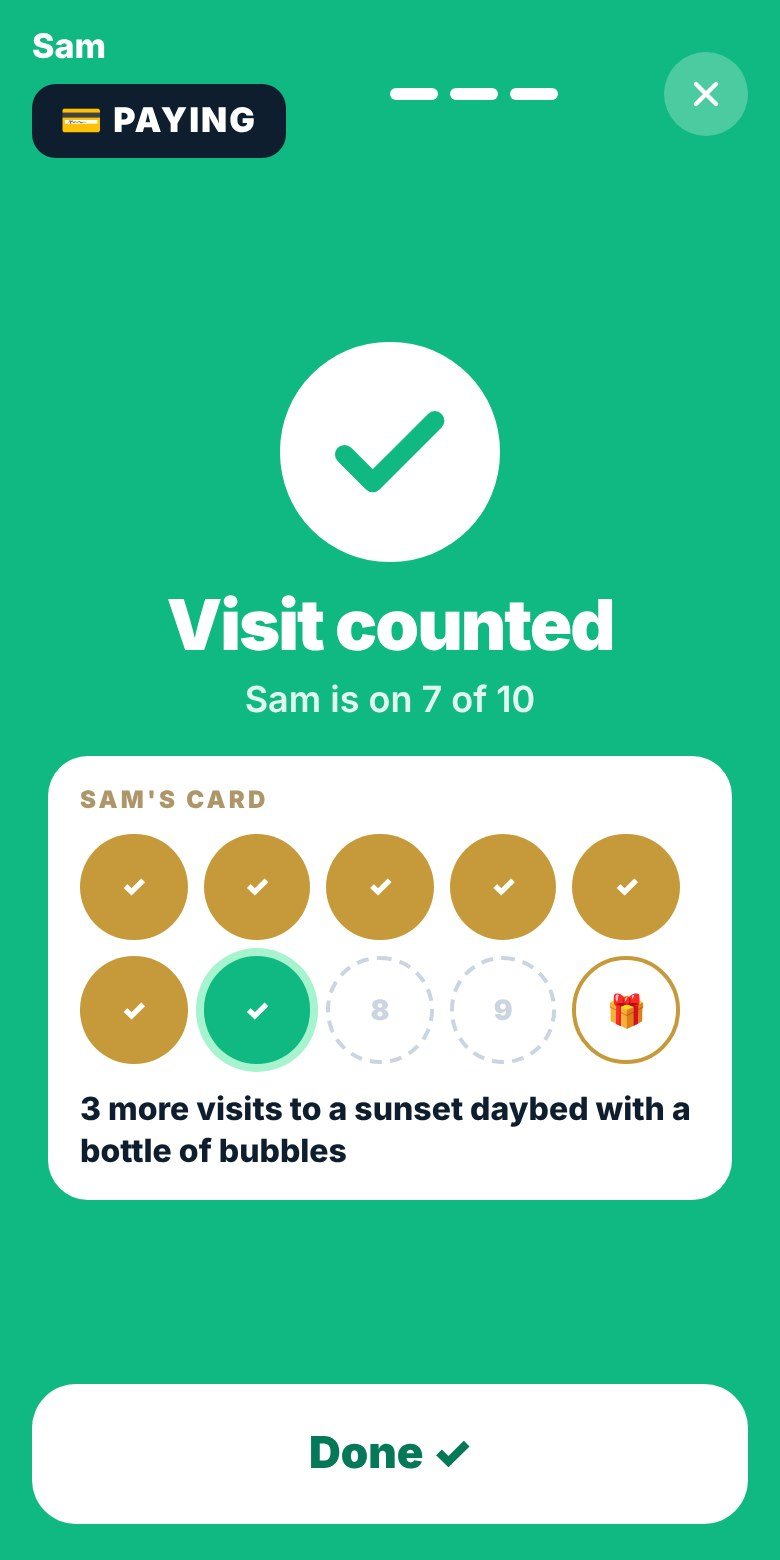 Sam
💳 PAYING
Visit counted
Sam is on 7 of 10
SAM'S CARD
8 9
3 more visits to a sunset daybed with a
bottle of bubbles
Done ✓